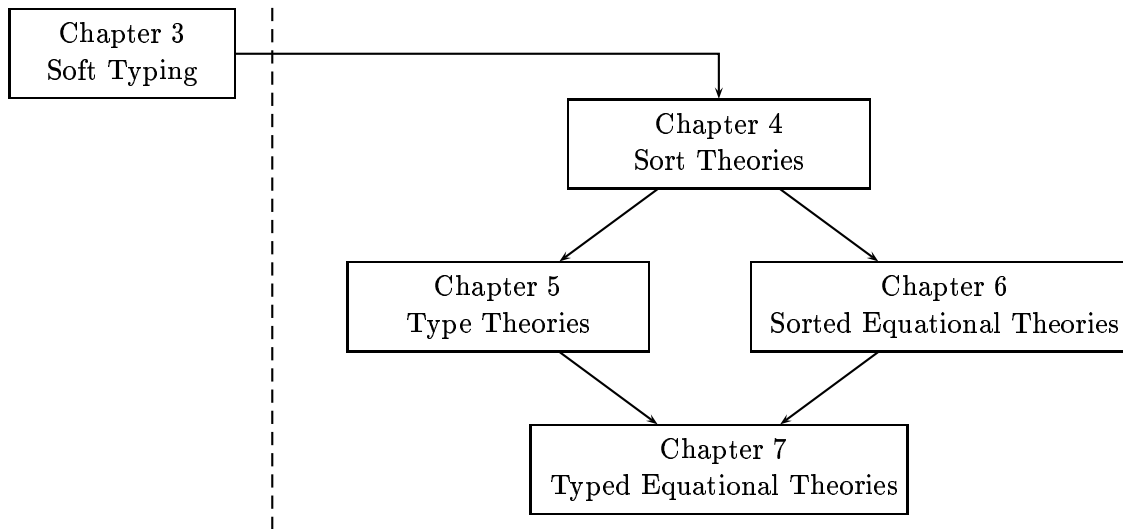 Chapter 3
Soft Typing
Chapter 4
Sort Theories
Chapter 5
Type Theories
Chapter 6
Sorted Equational Theories
Chapter 7
Typed Equational Theories